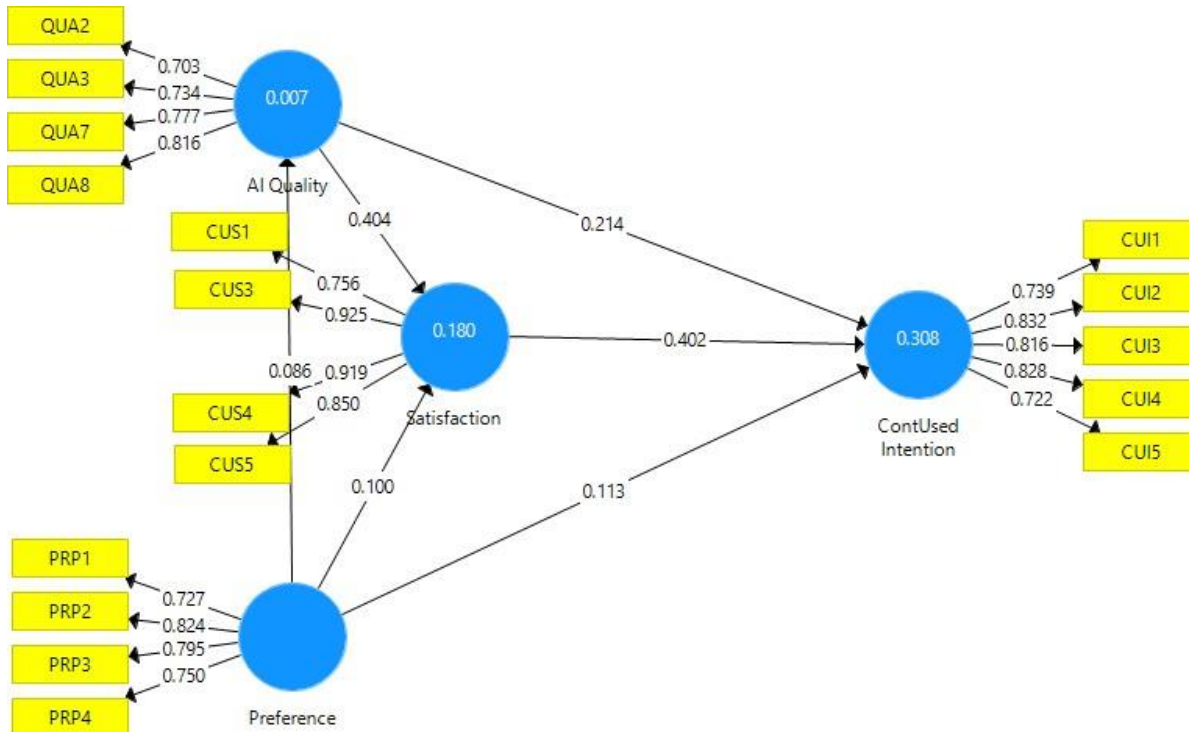 QUA2
QUA3
QUA7
QUA8
0.703
0.734
0.777
0.816
0.007
AI Quality
0.404
0.214
CUS1
CUS3
CUS4
CUS5
0.756
0.925
0.919
0.850
0.180
Satisfaction
0.086
0.100
0.402
0.113
0.308
ContUsed
Intention
0.739
0.832
0.816
0.828
0.722
CUI1
CUI2
CUI3
CUI4
CUI5
PRP1
PRP2
PRP3
PRP4
0.727
0.824
0.795
0.750
Preference